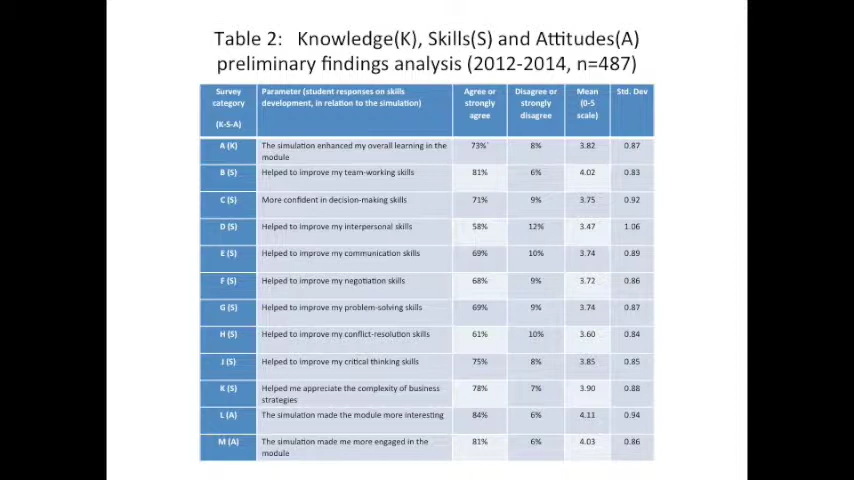 Table 2: Knowledge(K), Skills(S) and Attitudes(A)
preliminary findings analysis (2012-2014, n=487)
Survey category (K-S-A) Parameter (student responses on skills development, in relation to the simulation) Agree or strongly agree Disagree or strongly disagree Mean (0-5 scale) Std. Dev
A (K) The simulation enhanced my overall learning in the module 73%` 8% 3.82 0.87
B (S) Helped to improve my team-working skills 81% 6% 4.02 0.83
C (S) More confident in decision-making skills 71% 9% 3.75 0.92
D (S) Helped to improve my interpersonal skills 58% 12% 3.47 1.06
E (S) Helped to improve my communication skills 69% 10% 3.74 0.89
F (S) Helped to improve my negotiation skills 68% 9% 3.72 0.86
G (S) Helped to improve my problem-solving skills 69% 9% 3.74 0.87
H (S) Helped to improve my conflict-resolution skills 61% 10% 3.60 0.84
J (S) Helped to improve my critical thinking skills 75% 8% 3.85 0.85
K (S) Helped me appreciate the complexity of business strategies 78% 7% 3.90 0.88
L (A) The simulation made the module more interesting 84% 6% 4.11 0.94
M (A) The simulation made me more engaged in the module 81% 6% 4.03 0.86